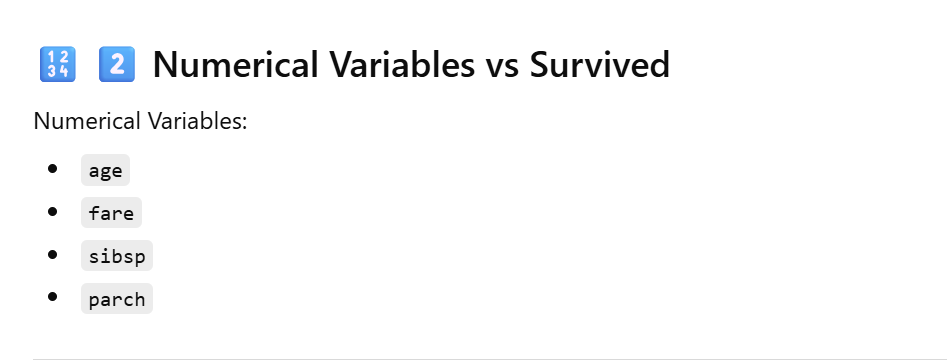 🔢 2️⃣ Numerical Variables vs Survived
Numerical Variables:
• age
• fare
• sibsp
• parch